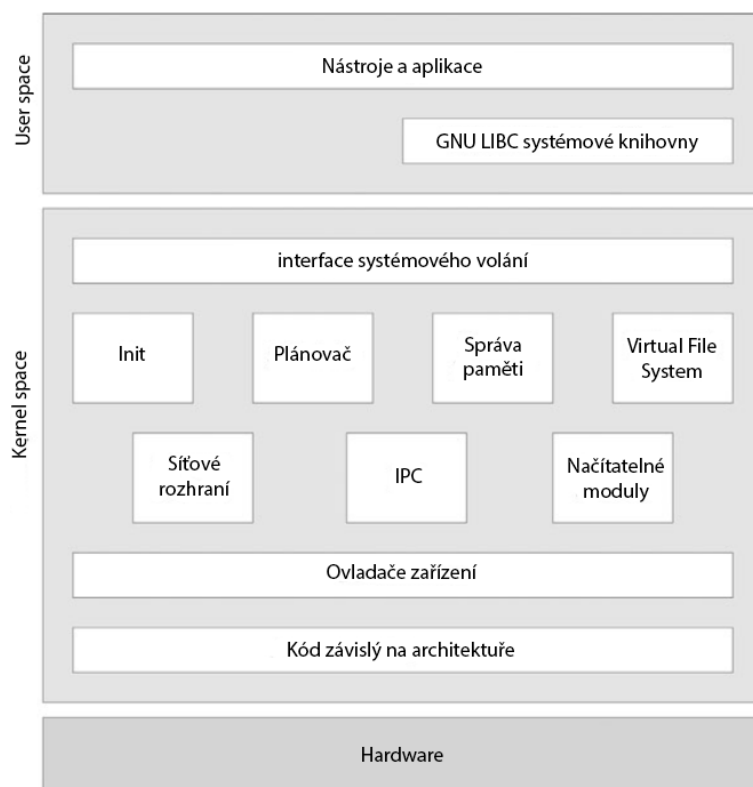 User space
Nástroje a aplikace
GNU LIBC systémové knihovny
Kernel space
interface systémového volání
Init
Plánovač
Správa
paměti
Virtual File
System
Síťové
rozhraní
IPC
Načítatelné
moduly
Ovladače zařízení
Kód závislý na architektuře
Hardware